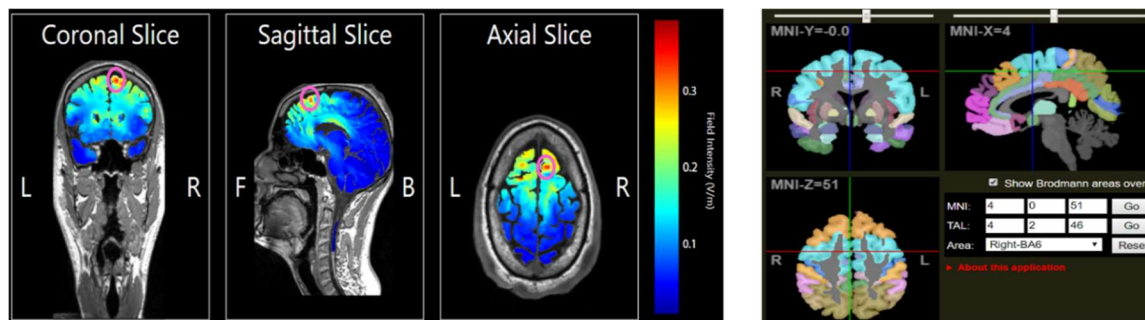 Coronal Slice
Sagittal Slice
Axial Slice
L
R
F
B
L
R
0.3
0.2
0.1
Field Intensity (V/m)
MNI-Y=-0.0
MNI-X=4
R
L
MNI-Z=51
R
L
Show Brodmann areas over
MNI: 4 0 51 Go
TAL: 4 2 46 Go
Area: Right-BA6 Rese
► About this application